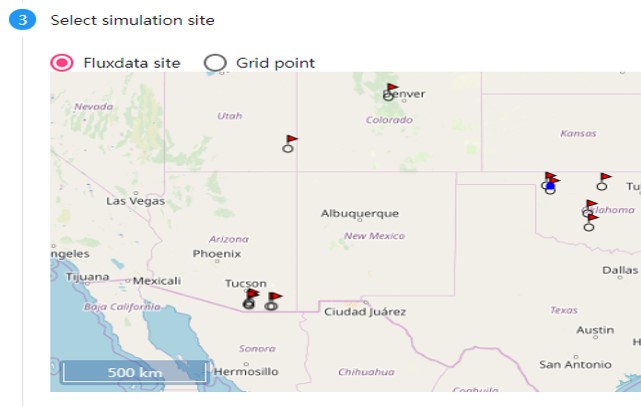 3 Select simulation site
Fluxdata site Grid point
Denver
Nevada
Utah
Colorado
Kansas
Las Vegas
Tu
Oklahoma
Albuquerque
Arizona
New Mexico
ngeles
Phoenix
Tijuana
Mexicali
Tucson
Dallas
Baja California
Ciudad Juárez
Texas
Austin
H
Sonora
San Antonio
500 km
Hermosillo
Chihuahua
Coahuila